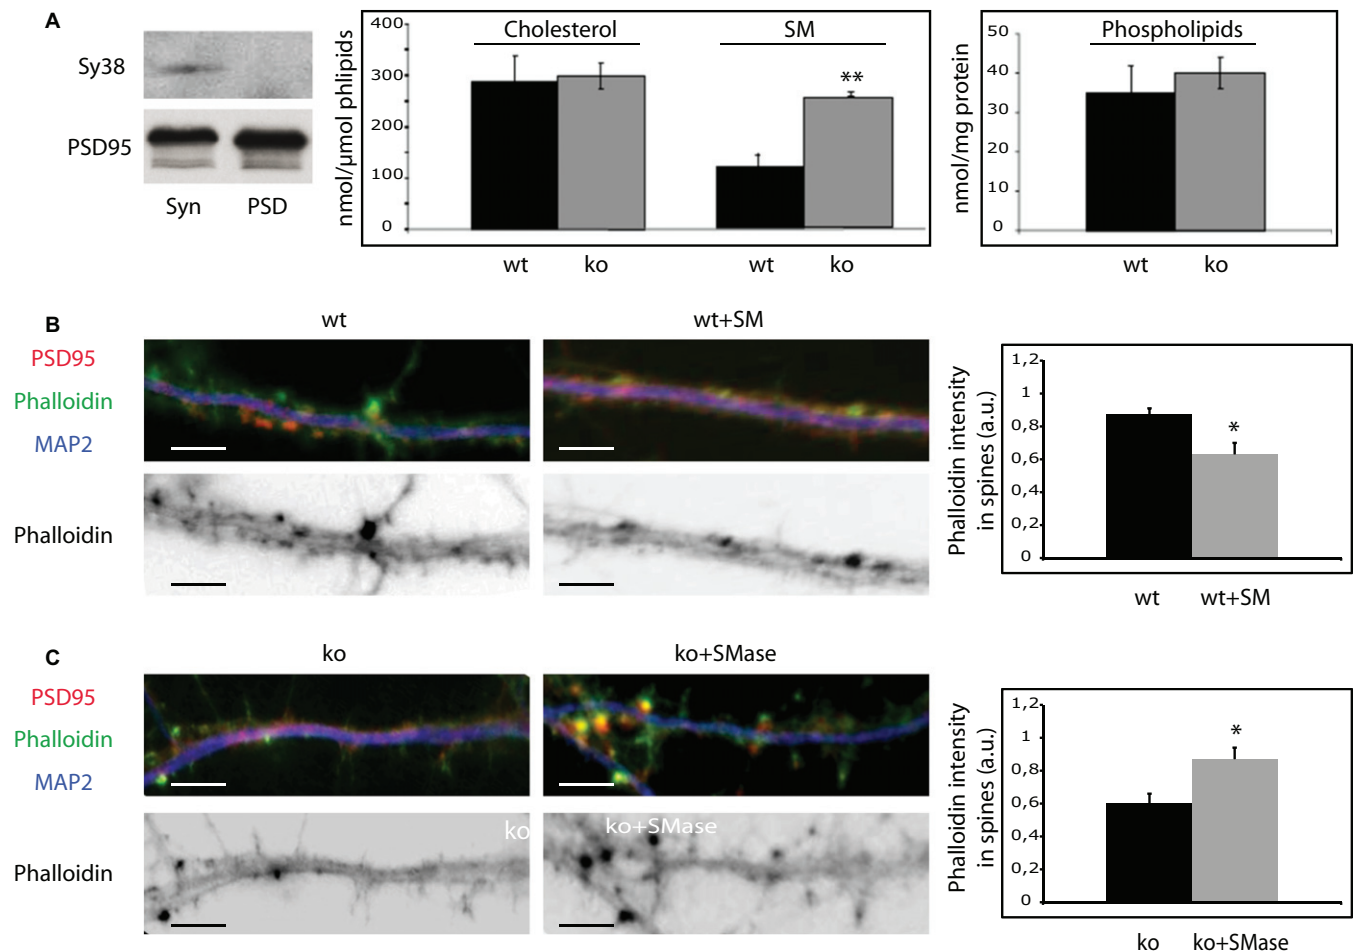 A
Sy38
PSD95
Syn PSD
nmol/µmol phlipids
400
300
200
100
0
Cholesterol SM
**
wt ko wt ko
nmol/mg protein
50
40
30
20
10
0
Phospholipids
wt ko
B
wt wt+SM
PSD95
Phalloidin
MAP2
Phalloidin
Phalloidin intensity
in spines (a.u.)
1,2
1
0,8
0,6
0,4
0,2
0
*
wt wt+SM
C
ko ko+SMase
PSD95
Phalloidin
MAP2
Phalloidin
ko ko+SMase
Phalloidin intensity
in spines (a.u.)
1,2
1
0,8
0,6
0,4
0,2
0
*
ko ko+SMase